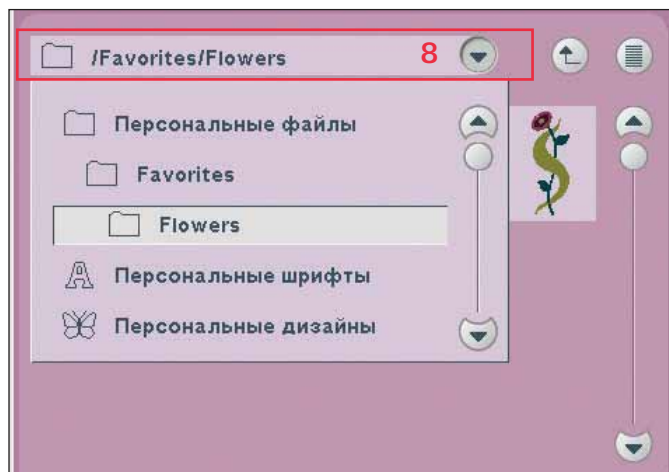 /Favorites/Flowers 8
Персональные файлы
Favorites
Flowers
Персональные шрифты
Персональные дизайны